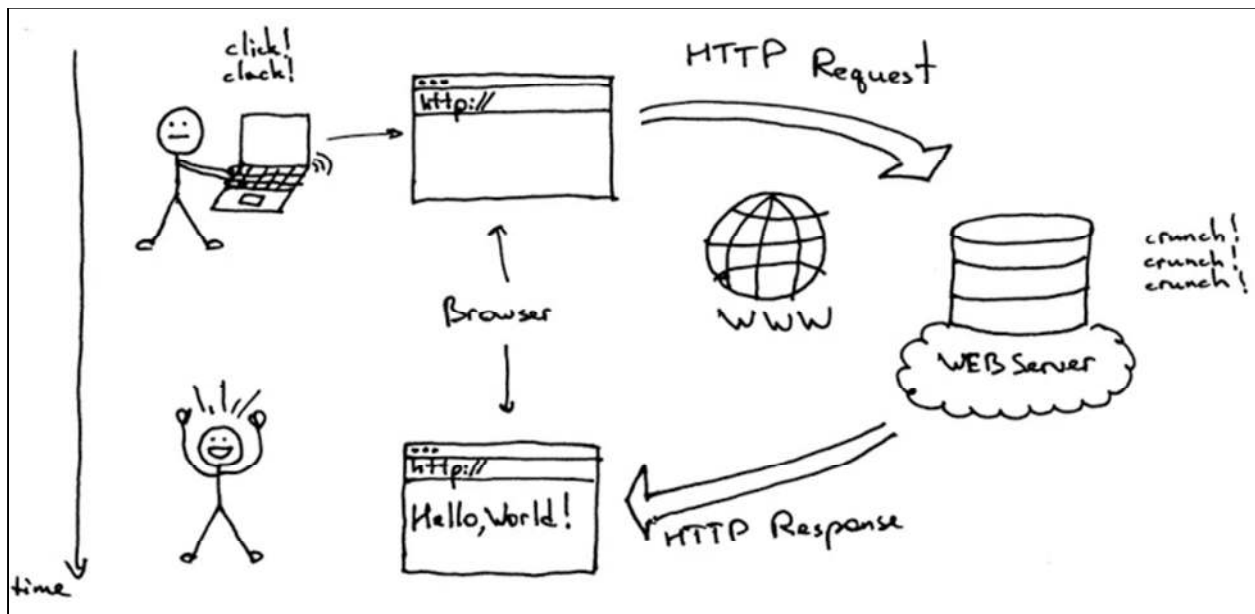 click!
clack!
http://
HTTP Request
crunch!
crunch!
crunch!
Browser
WWW
WEB Server
http://
Hello, World!
HTTP Response
time